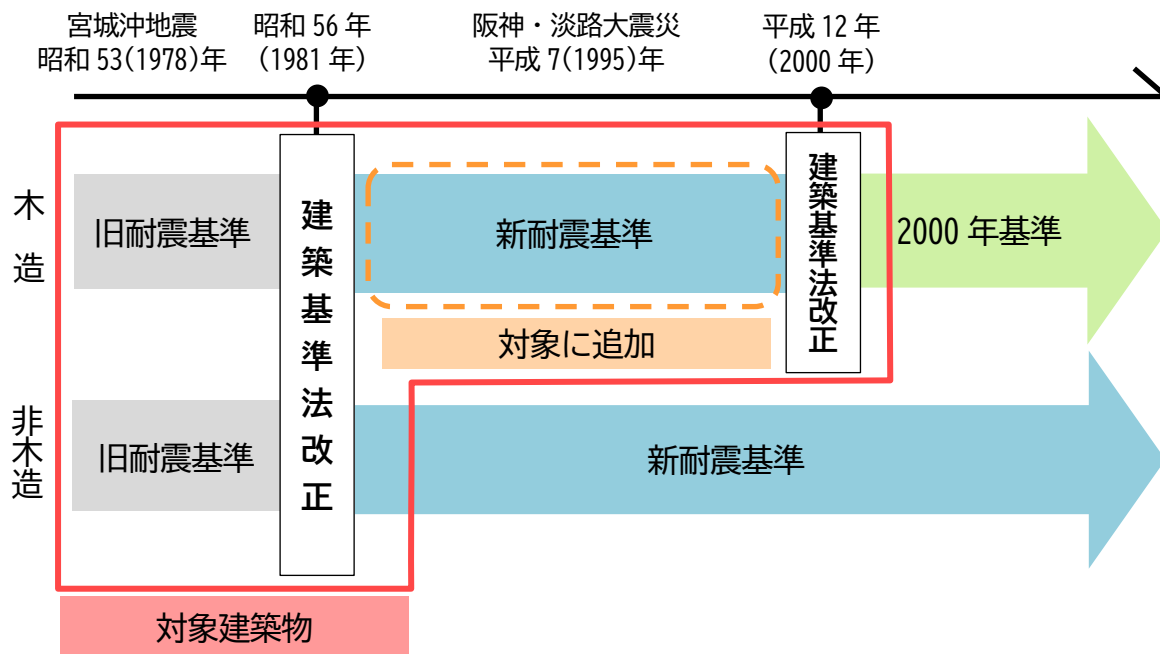 宮城沖地震
昭和 53(1978)年
昭和 56 年
(1981 年)
阪神・淡路大震災
平成 7(1995)年
平成 12 年
(2000 年)
木造
旧耐震基準
建築基準法改正
新耐震基準
建築基準法改正
2000 年基準
対象に追加
非木造
旧耐震基準
新耐震基準
対象建築物